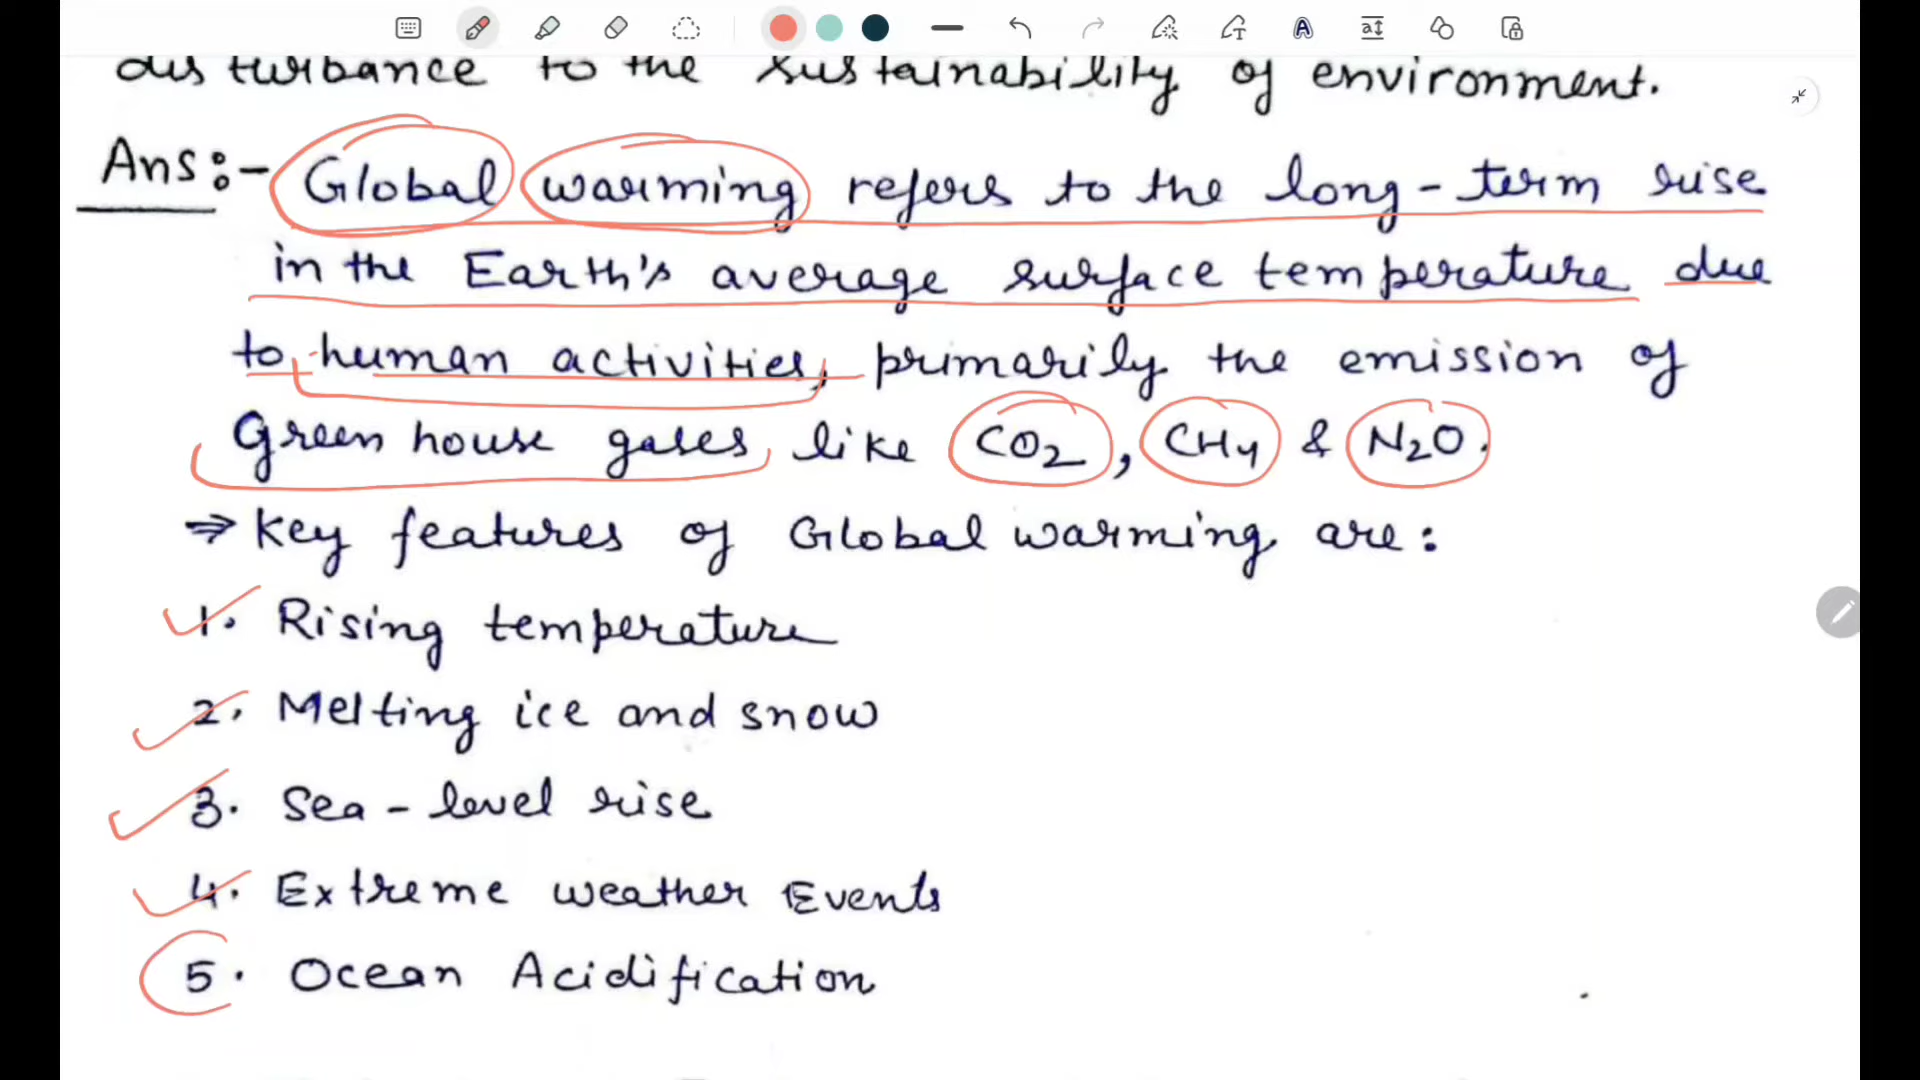 disturbance to the sustainability of environment.
Ans:- Global warming refers to the long-term rise
in the Earth's average surface temperature due
to human activities, primarily the emission of
Green house gases, like CO2, CH4 & N2O.
⇒ Key features of Global warming are:
1. Rising temperature
2. Melting ice and snow
3. Sea-level rise
4. Extreme weather Events
5. Ocean Acidification